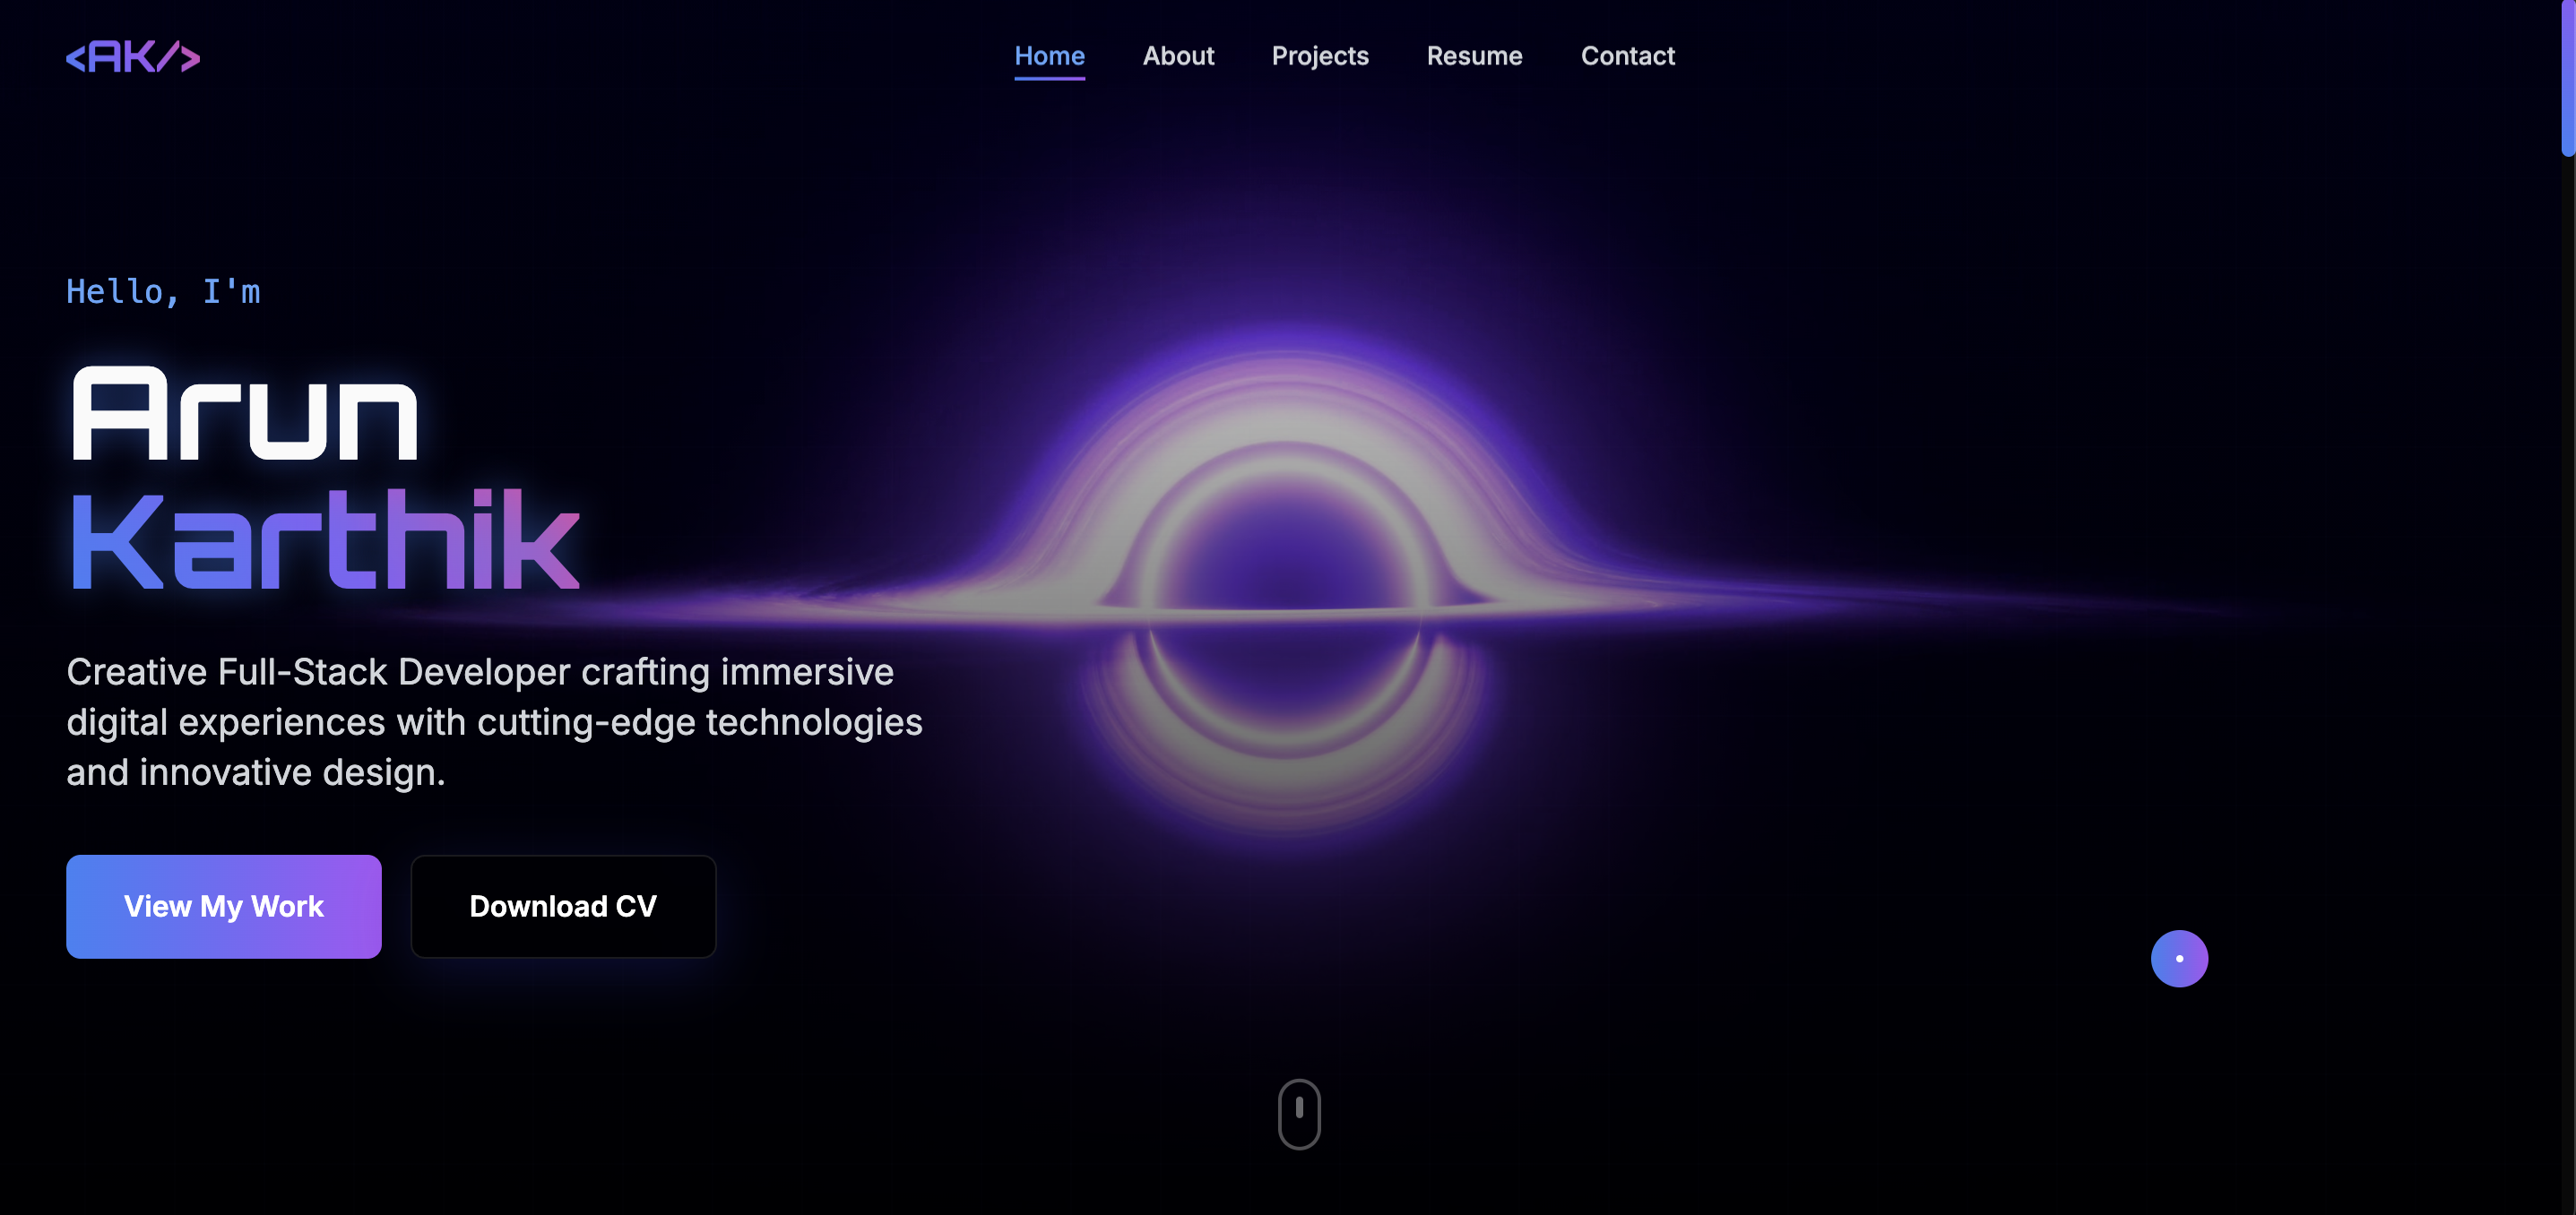 <AK/>
Home About Projects Resume Contact
Hello, I'm
Arun
Karthik
Creative Full-Stack Developer crafting immersive
digital experiences with cutting-edge technologies
and innovative design.
View My Work Download CV